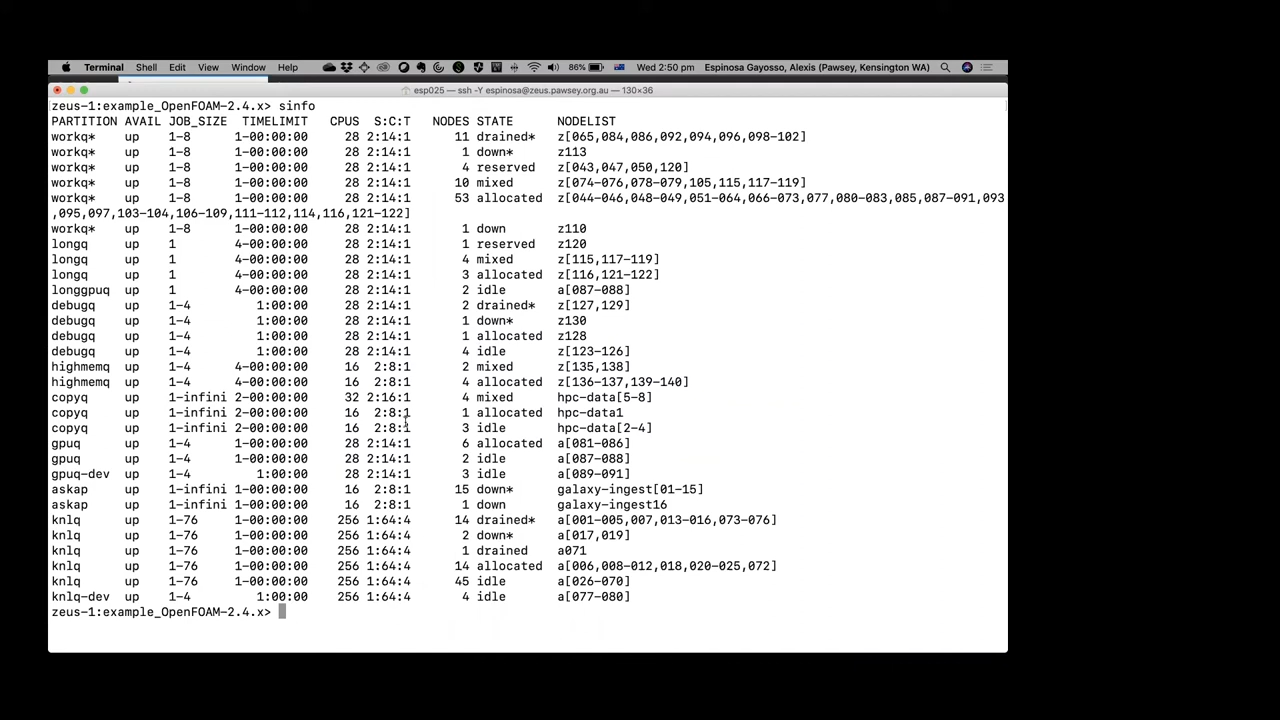 Terminal Shell Edit View Window Help 86% Wed 2:50 pm Espinosa Gayosso, Alexis (Pawsey, Kensington WA)
esp025 — ssh -Y espinosa@zeus.pawsey.org.au — 130×36
zeus-1:example_OpenFOAM-2.4.x> sinfo
PARTITION AVAIL JOB_SIZE TIMELIMIT CPUS S:C:T NODES STATE NODELIST
workq* up 1-8 1-00:00:00 28 2:14:1 11 drained* z[065,084,086,092,094,096,098-102]
workq* up 1-8 1-00:00:00 28 2:14:1 1 down* z113
workq* up 1-8 1-00:00:00 28 2:14:1 4 reserved z[043,047,050,120]
workq* up 1-8 1-00:00:00 28 2:14:1 10 mixed z[074-076,078-079,105,115,117-119]
workq* up 1-8 1-00:00:00 28 2:14:1 53 allocated z[044-046,048-049,051-064,066-073,077,080-083,085,087-091,093
,095,097,103-104,106-109,111-112,114,116,121-122]
workq* up 1-8 1-00:00:00 28 2:14:1 1 down z110
longq up 1 4-00:00:00 28 2:14:1 1 reserved z120
longq up 1 4-00:00:00 28 2:14:1 4 mixed z[115,117-119]
longq up 1 4-00:00:00 28 2:14:1 3 allocated z[116,121-122]
longgpuq up 1 4-00:00:00 28 2:14:1 2 idle a[087-088]
debugq up 1-4 1:00:00 28 2:14:1 2 drained* z[127,129]
debugq up 1-4 1:00:00 28 2:14:1 1 down* z130
debugq up 1-4 1:00:00 28 2:14:1 1 allocated z128
debugq up 1-4 1:00:00 28 2:14:1 4 idle z[123-126]
highmemq up 1-4 4-00:00:00 16 2:8:1 2 mixed z[135,138]
highmemq up 1-4 4-00:00:00 16 2:8:1 4 allocated z[136-137,139-140]
copyq up 1-infini 2-00:00:00 32 2:16:1 4 mixed hpc-data[5-8]
copyq up 1-infini 2-00:00:00 16 2:8:1 1 allocated hpc-data1
copyq up 1-infini 2-00:00:00 16 2:8:1 3 idle hpc-data[2-4]
gpuq up 1-4 1-00:00:00 28 2:14:1 6 allocated a[081-086]
gpuq up 1-4 1-00:00:00 28 2:14:1 2 idle a[087-088]
gpuq-dev up 1-4 1:00:00 28 2:14:1 3 idle a[089-091]
askap up 1-infini 1-00:00:00 16 2:8:1 15 down* galaxy-ingest[01-15]
askap up 1-infini 1-00:00:00 16 2:8:1 1 down galaxy-ingest16
knlq up 1-76 1-00:00:00 256 1:64:4 14 drained* a[001-005,007,013-016,073-076]
knlq up 1-76 1-00:00:00 256 1:64:4 2 down* a[017,019]
knlq up 1-76 1-00:00:00 256 1:64:4 1 drained a071
knlq up 1-76 1-00:00:00 256 1:64:4 14 allocated a[006,008-012,018,020-025,072]
knlq up 1-76 1-00:00:00 256 1:64:4 45 idle a[026-070]
knlq-dev up 1-4 1:00:00 256 1:64:4 4 idle a[077-080]
zeus-1:example_OpenFOAM-2.4.x>